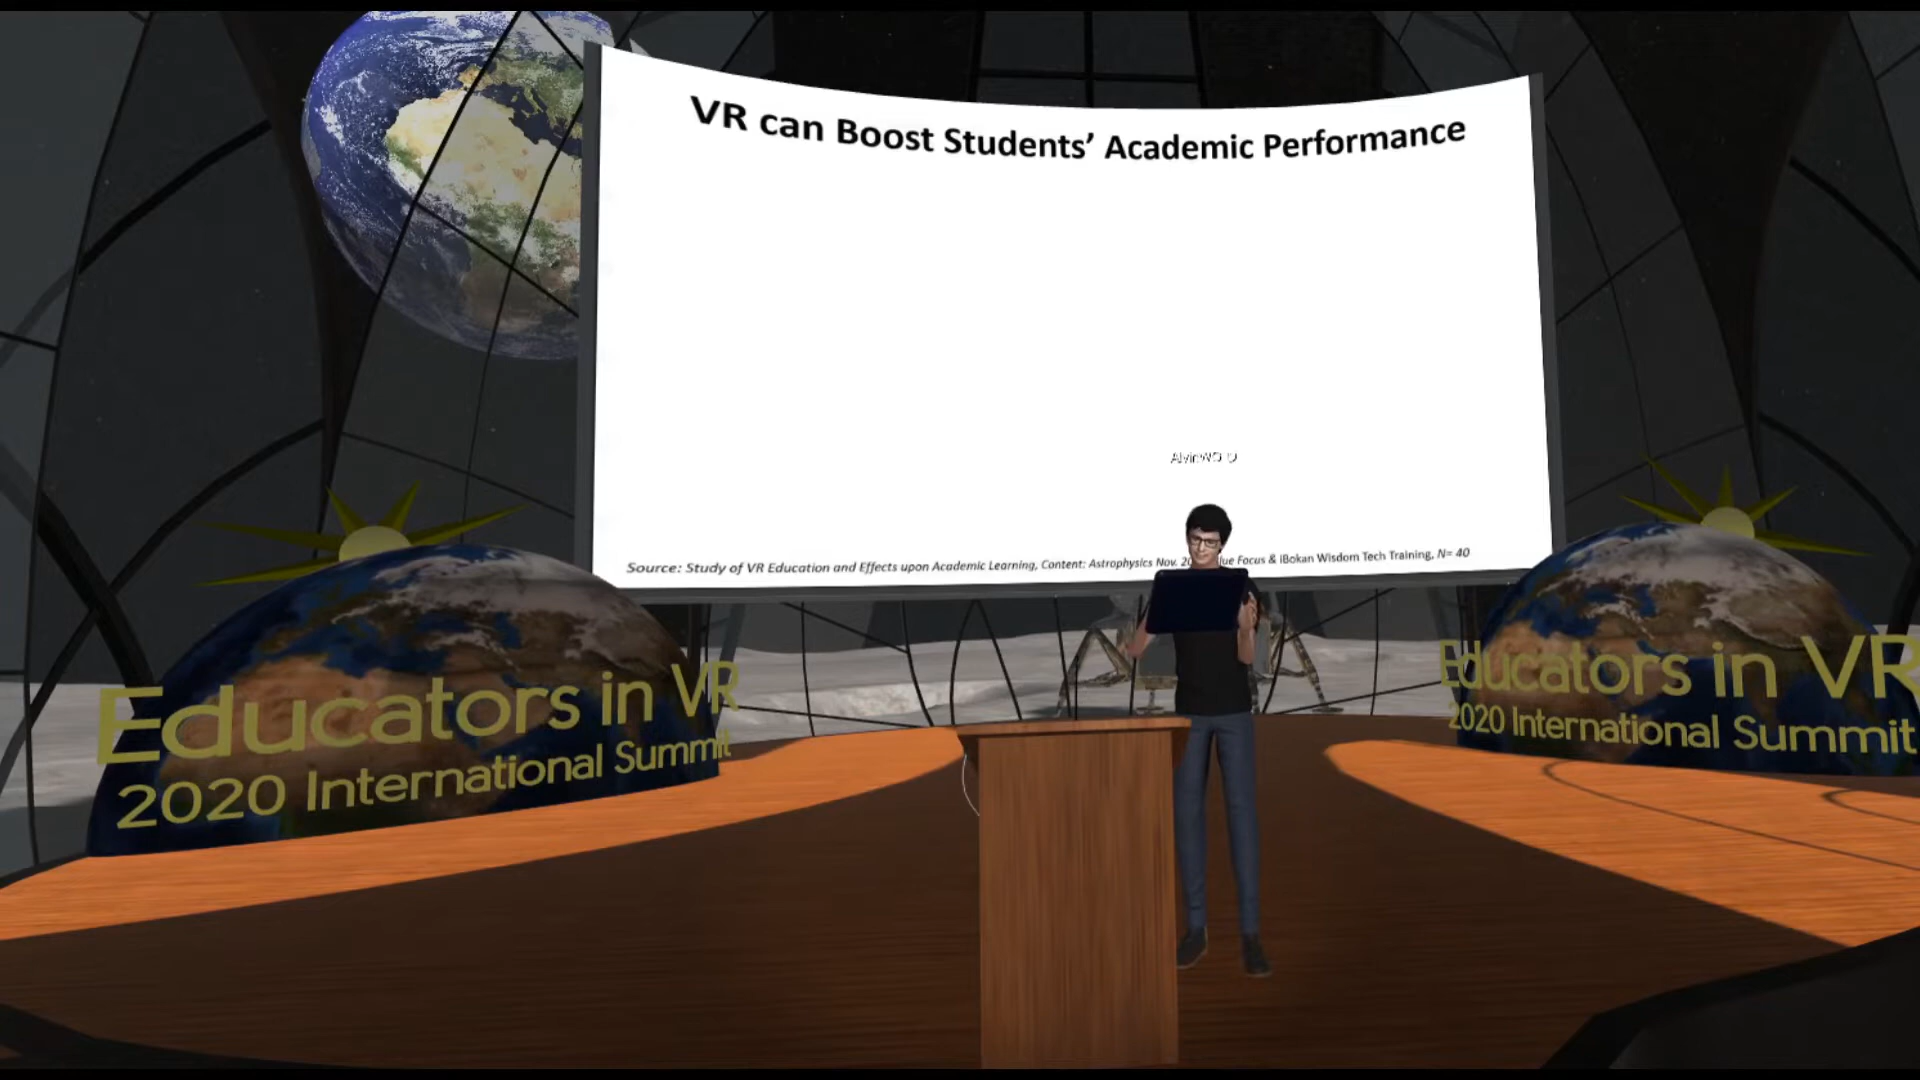 VR can Boost Students’ Academic Performance
Source: Study of VR Education and Effects upon Academic Learning, Content: Astrophysics Nov. Focus & iBokan Wisdom Tech Training, N= 40
Educators in VR
2020 International Summit
Educators in VR
2020 International Summit